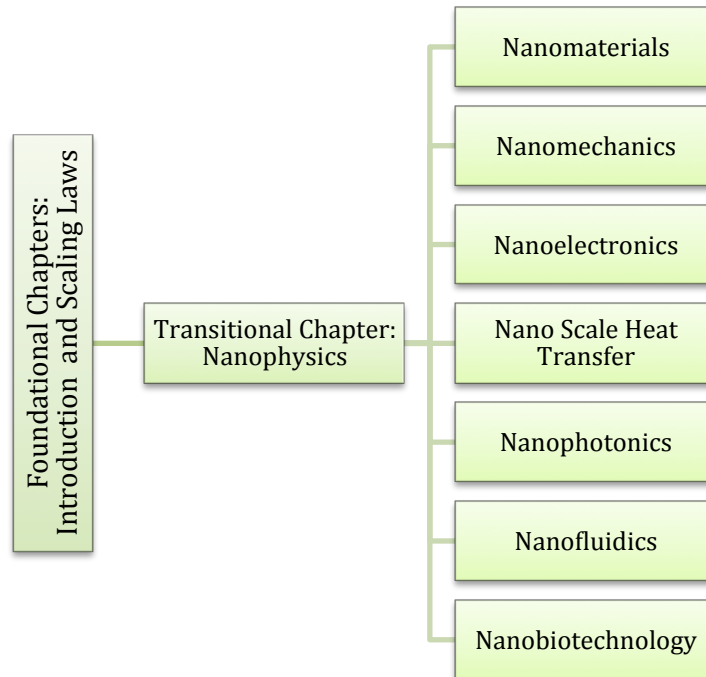 Foundational Chapters:
Introduction and Scaling Laws
Transitional Chapter:
Nanophysics
Nanomaterials
Nanomechanics
Nanoelectronics
Nano Scale Heat
Transfer
Nanophotonics
Nanofluidics
Nanobiotechnology